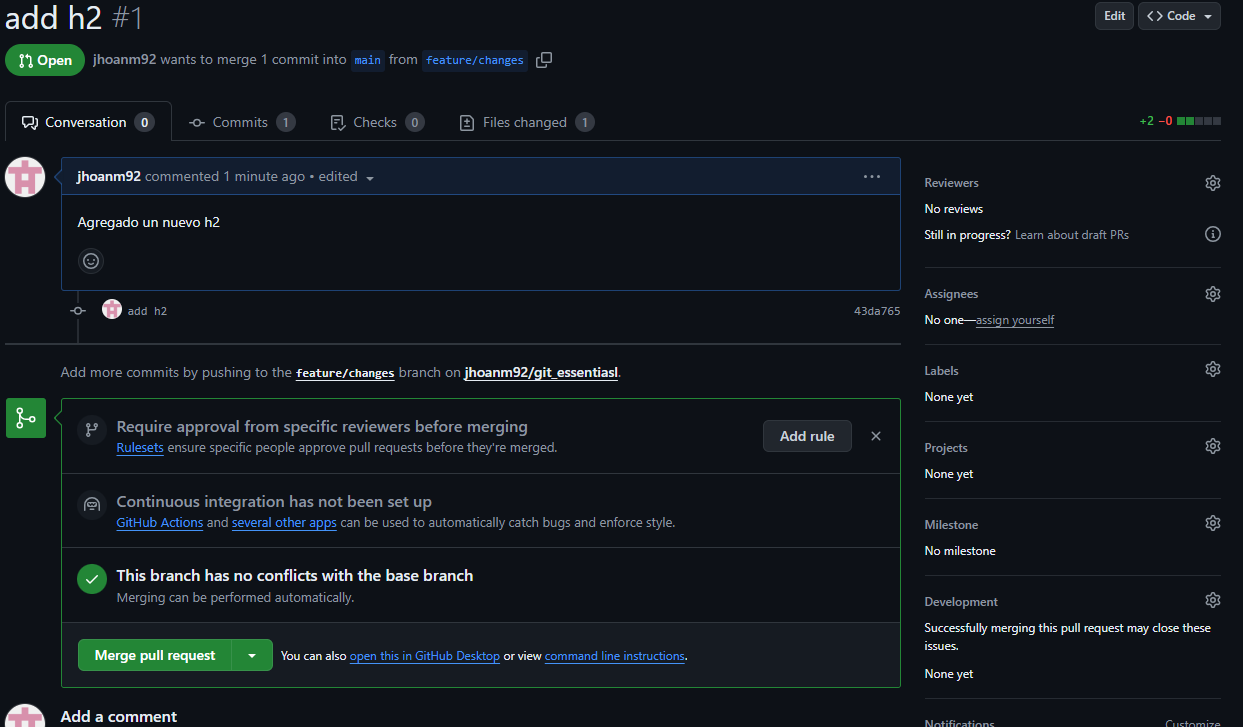 add h2 #1
Edit
<> Code
Open
jhoanm92 wants to merge 1 commit into main from feature/changes
Conversation 0
Commits 1
Checks 0
Files changed 1
+2 −0
jhoanm92 commented 1 minute ago • edited
Agregado un nuevo h2
add h2
43da765
Add more commits by pushing to the feature/changes branch on jhoanm92/git_essentiasl.
Require approval from specific reviewers before merging
Rulesets ensure specific people approve pull requests before they're merged.
Add rule
Continuous integration has not been set up
GitHub Actions and several other apps can be used to automatically catch bugs and enforce style.
This branch has no conflicts with the base branch
Merging can be performed automatically.
Merge pull request
You can also open this in GitHub Desktop or view command line instructions.
Add a comment
Reviewers
No reviews
Still in progress? Learn about draft PRs
Assignees
No one—assign yourself
Labels
None yet
Projects
None yet
Milestone
No milestone
Development
Successfully merging this pull request may close these
issues.
None yet
Notifications
Customize